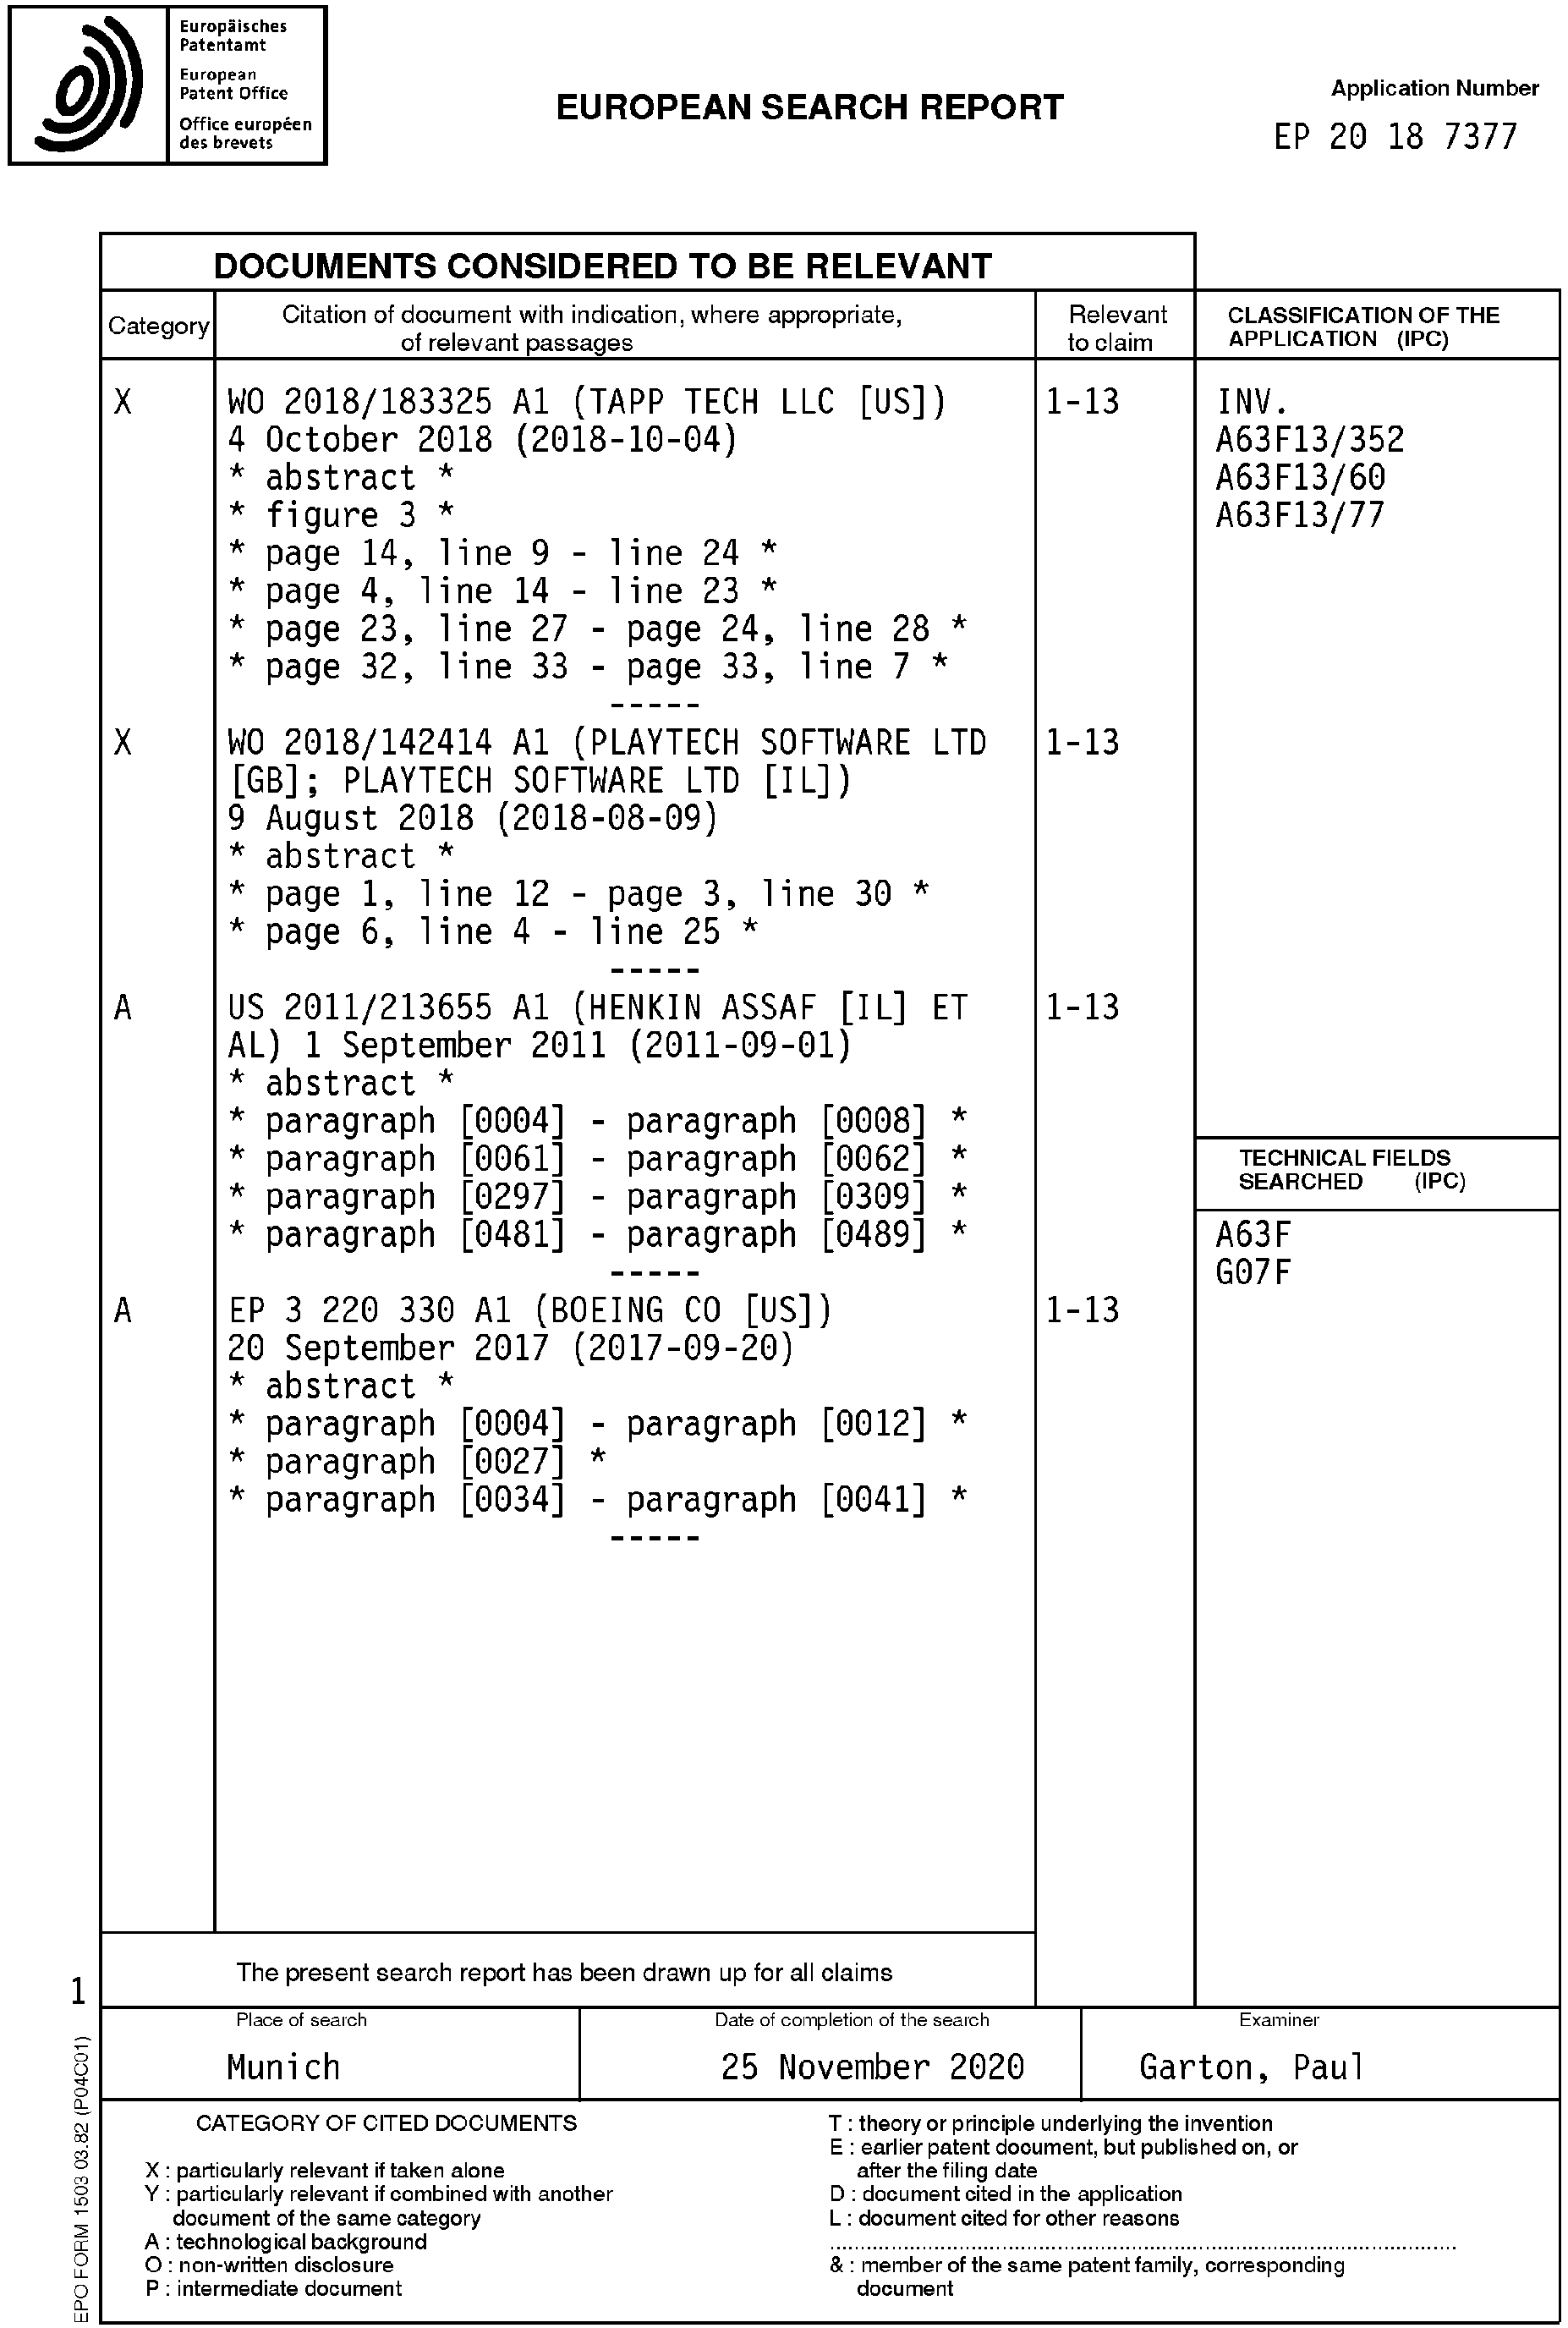 Europäisches
Patentamt
European
Patent Office
Office européen
des brevets
EUROPEAN SEARCH REPORT
Application Number
EP 20 18 7377
DOCUMENTS CONSIDERED TO BE RELEVANT
Category
Citation of document with indication, where appropriate,
of relevant passages
Relevant
to claim
CLASSIFICATION OF THE
APPLICATION (IPC)
X
WO 2018/183325 A1 (TAPP TECH LLC [US])
4 October 2018 (2018-10-04)
* abstract *
* figure 3 *
* page 14, line 9 - line 24 *
* page 4, line 14 - line 23 *
* page 23, line 27 - page 24, line 28 *
* page 32, line 33 - page 33, line 7 *
-----
1-13
INV.
A63F13/352
A63F13/60
A63F13/77
X
WO 2018/142414 A1 (PLAYTECH SOFTWARE LTD
[GB]; PLAYTECH SOFTWARE LTD [IL])
9 August 2018 (2018-08-09)
* abstract *
* page 1, line 12 - page 3, line 30 *
* page 6, line 4 - line 25 *
-----
1-13
A
US 2011/213655 A1 (HENKIN ASSAF [IL] ET
AL) 1 September 2011 (2011-09-01)
* abstract *
* paragraph [0004] - paragraph [0008] *
* paragraph [0061] - paragraph [0062] *
* paragraph [0297] - paragraph [0309] *
* paragraph [0481] - paragraph [0489] *
-----
1-13
TECHNICAL FIELDS
SEARCHED (IPC)
A63F
G07F
A
EP 3 220 330 A1 (BOEING CO [US])
20 September 2017 (2017-09-20)
* abstract *
* paragraph [0004] - paragraph [0012] *
* paragraph [0027] *
* paragraph [0034] - paragraph [0041] *
-----
1-13
The present search report has been drawn up for all claims
1
Place of search
Munich
Date of completion of the search
25 November 2020
Examiner
Garton, Paul
CATEGORY OF CITED DOCUMENTS
X : particularly relevant if taken alone
Y : particularly relevant if combined with another
document of the same category
A : technological background
O : non-written disclosure
P : intermediate document
T : theory or principle underlying the invention
E : earlier patent document, but published on, or
after the filing date
D : document cited in the application
L : document cited for other reasons
& : member of the same patent family, corresponding
document
EPO FORM 1503 03.82 (P04C01)